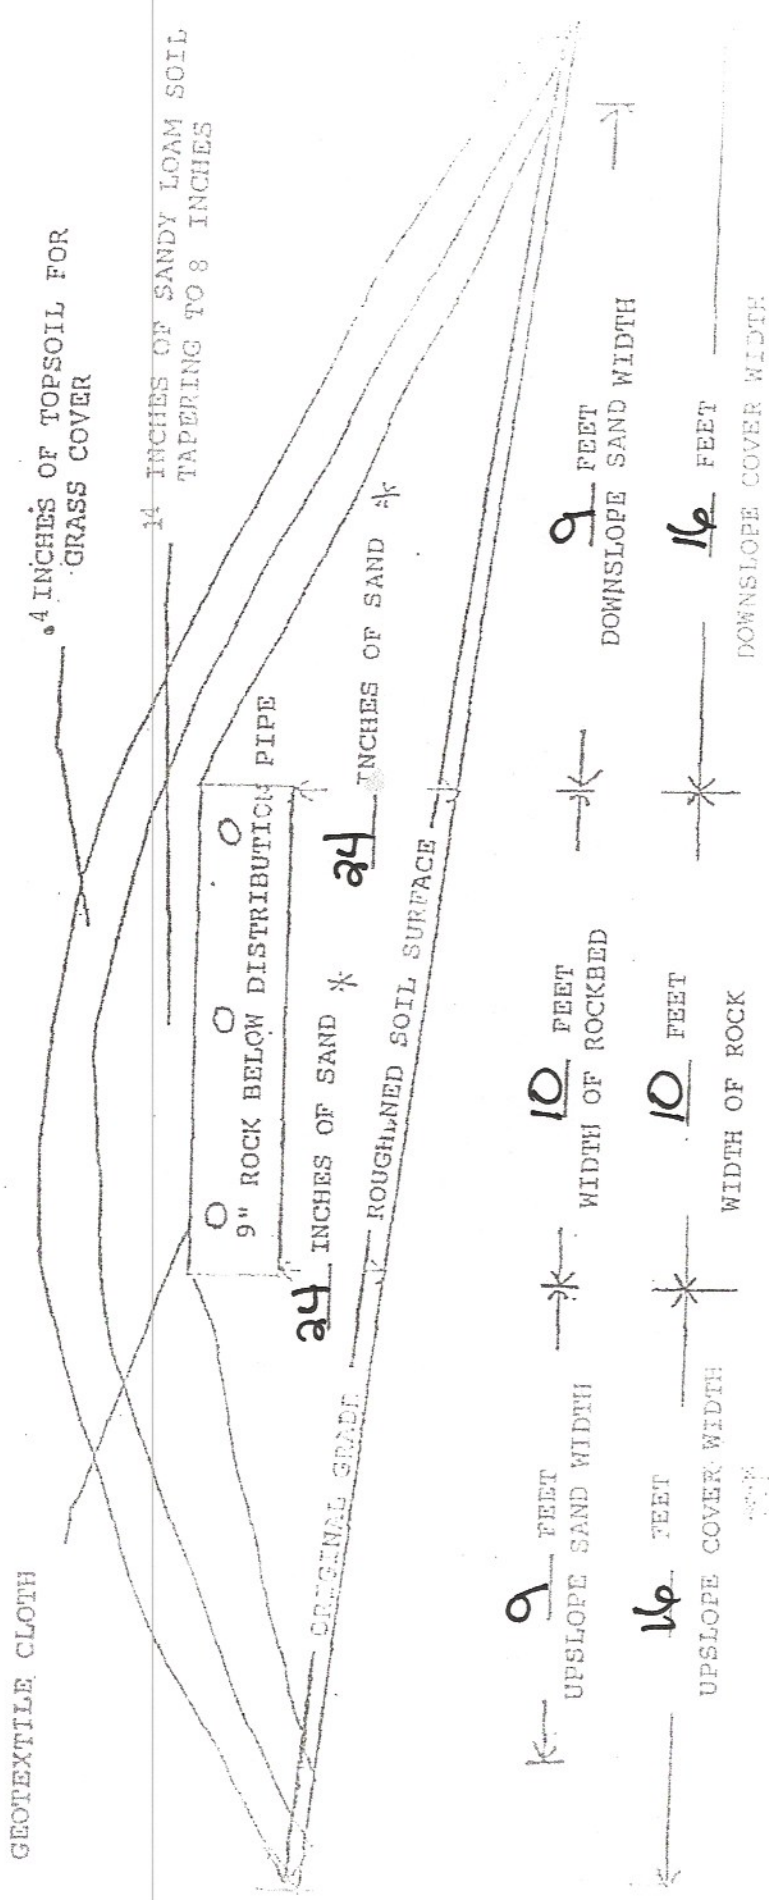 GEOTEXTILE CLOTH
4 INCHES OF TOPSOIL FOR
GRASS COVER
14 INCHES OF SANDY LOAM SOIL
TAPERING TO 8 INCHES
9" ROCK BELOW DISTRIBUTION PIPE
24 INCHES OF SAND *
24 INCHES OF SAND *
ORIGINAL GRADE
ROUGHENED SOIL SURFACE
9 FEET
UPSLOPE SAND WIDTH
10 FEET
WIDTH OF ROCKBED
9 FEET
DOWNSLOPE SAND WIDTH
16 FEET
UPSLOPE COVER WIDTH
10 FEET
WIDTH OF ROCK
16 FEET
DOWNSLOPE COVER WIDTH